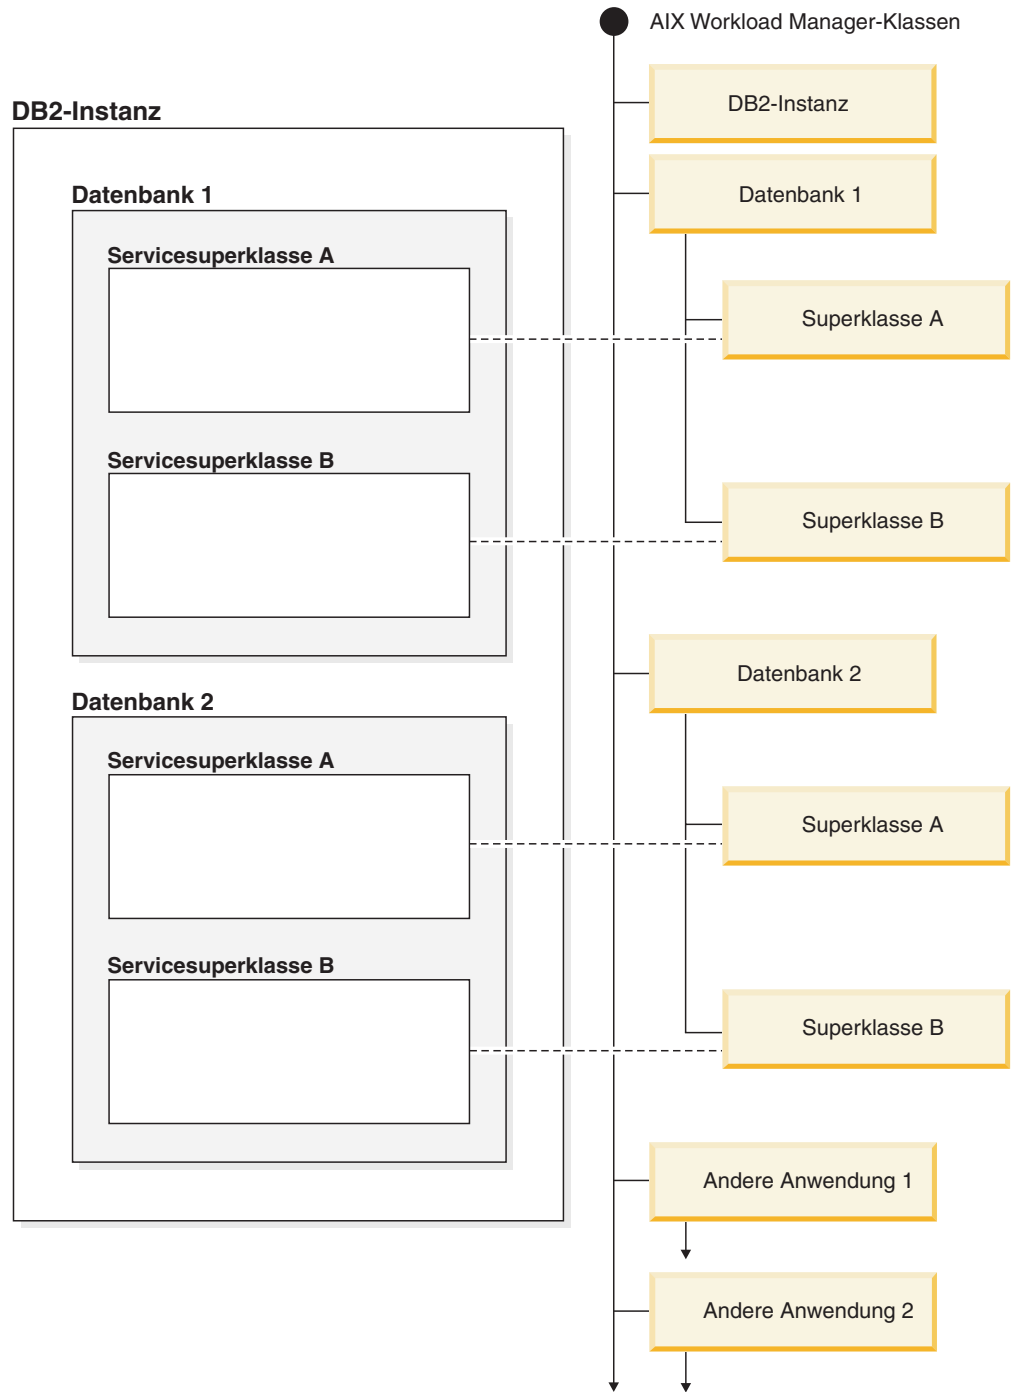 AIX Workload Manager-Klassen
DB2-Instanz
DB2-Instanz
Datenbank 1
Datenbank 1
Servicesuperklasse A
Superklasse A
Servicesuperklasse B
Superklasse B
Datenbank 2
Datenbank 2
Servicesuperklasse A
Superklasse A
Servicesuperklasse B
Superklasse B
Andere Anwendung 1
Andere Anwendung 2